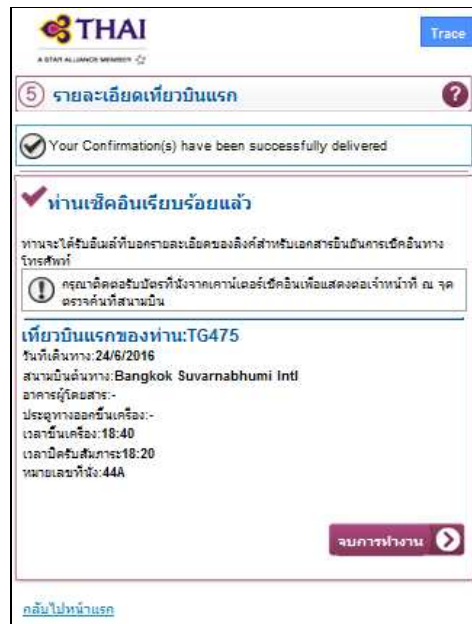 THAI
Trace
A STAR ALLIANCE MEMBER
5 รายละเอียดเที่ยวบินแรก
?
Your Confirmation(s) have been successfully delivered
ท่านเช็คอินเรียบร้อยแล้ว
ท่านจะได้รับอีเมล์ที่บอกรายละเอียดของลิงค์สำหรับเอกสารยืนยันการเช็คอินทาง
โทรศัพท์
กรุณาติดต่อรับบัตรที่นั่งจากเคาน์เตอร์เช็คอินเพื่อแสดงต่อเจ้าหน้าที่ ณ จุด
ตรวจค้นที่สนามบิน
เที่ยวบินแรกของท่าน:TG475
วันที่เดินทาง:24/6/2016
สนามบินต้นทาง:Bangkok Suvarnabhumi Intl
อาคารผู้โดยสาร:-
ประตูทางออกขึ้นเครื่อง:-
เวลาขึ้นเครื่อง:18:40
เวลาปิดรับสัมภาระ18:20
หมายเลขที่นั่ง:44A
จบการทำงาน
กลับไปหน้าแรก